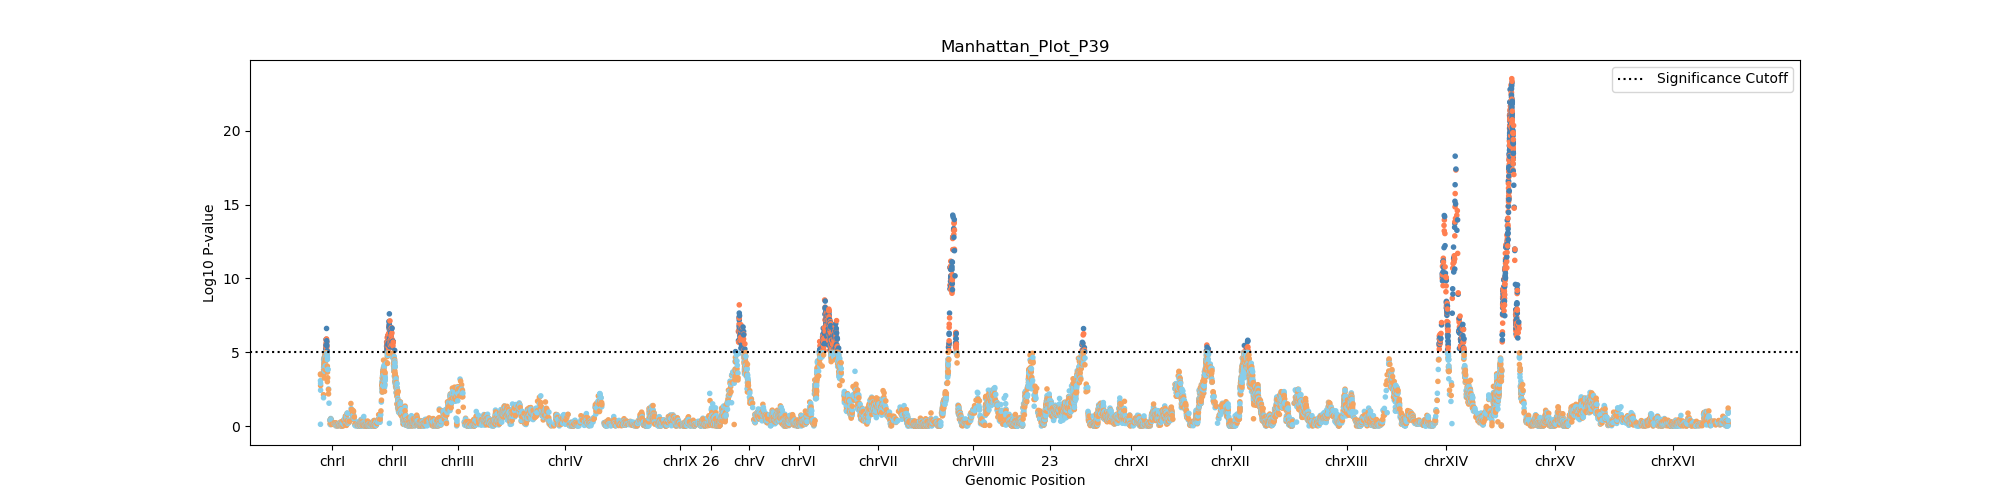 Manhattan_Plot_P39
Significance Cutoff
Log10 P-value
20
15
10
5
0
chrI chrII chrIII chrIV chrIX 26 chrV chrVI chrVII chrVIII 23 chrXI chrXII chrXIII chrXIV chrXV chrXVI
Genomic Position